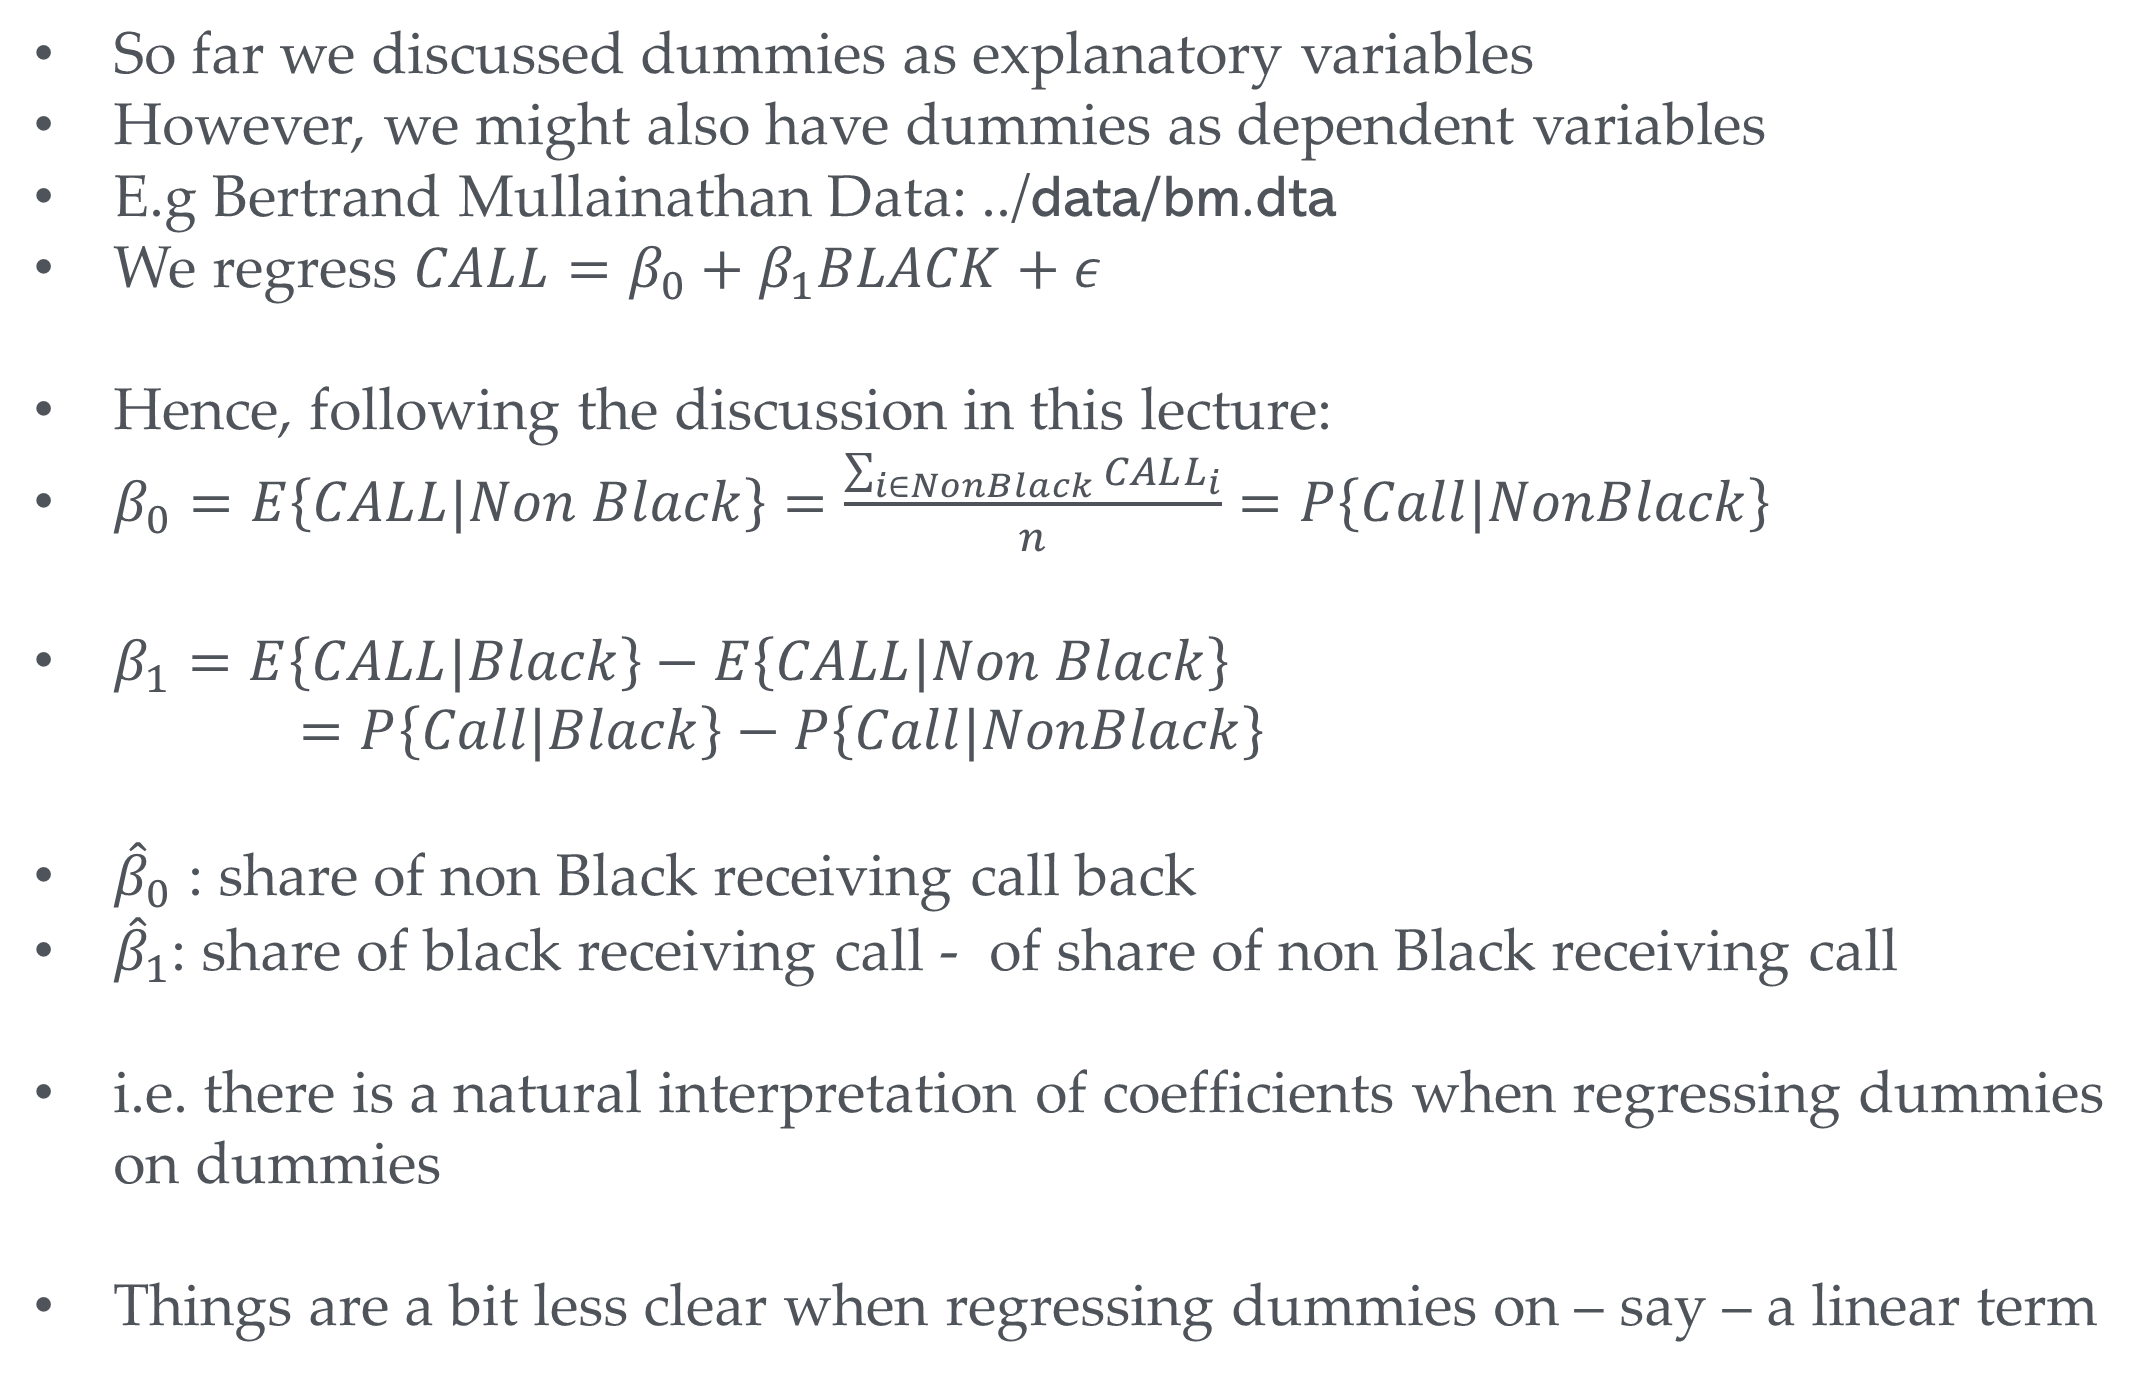 • So far we discussed dummies as explanatory variables
• However, we might also have dummies as dependent variables
• E.g Bertrand Mullainathan Data: ../data/bm.dta
• We regress CALL = β₀ + β₁BLACK + ϵ
• Hence, following the discussion in this lecture:
• β₀ = E{CALL|Non Black} = \frac{∑_{i∈NonBlack} CALL_i}{n} = P{Call|NonBlack}
• β₁ = E{CALL|Black} − E{CALL|Non Black}
= P{Call|Black} − P{Call|NonBlack}
• β̂₀ : share of non Black receiving call back
• β̂₁: share of black receiving call - of share of non Black receiving call
• i.e. there is a natural interpretation of coefficients when regressing dummies
on dummies
• Things are a bit less clear when regressing dummies on – say – a linear term